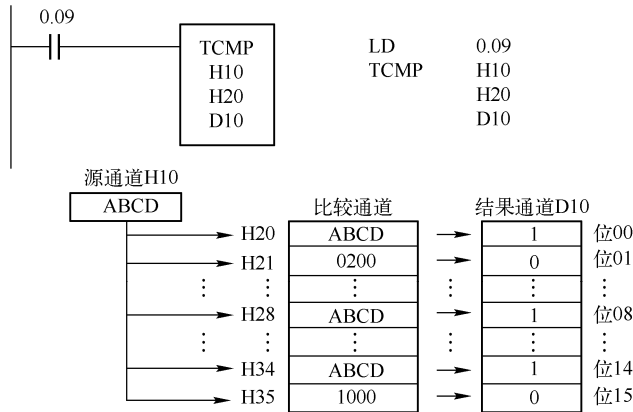 0.09
TCMP
H10
H20
D10
LD 0.09
TCMP H10
H20
D10
源通道H10
ABCD
比较通道 结果通道D10
H20 ABCD 1 位00
H21 0200 0 位01
⋮ ⋮ ⋮ ⋮ ⋮
H28 ABCD 1 位08
⋮ ⋮ ⋮ ⋮ ⋮
H34 ABCD 1 位14
H35 1000 0 位15